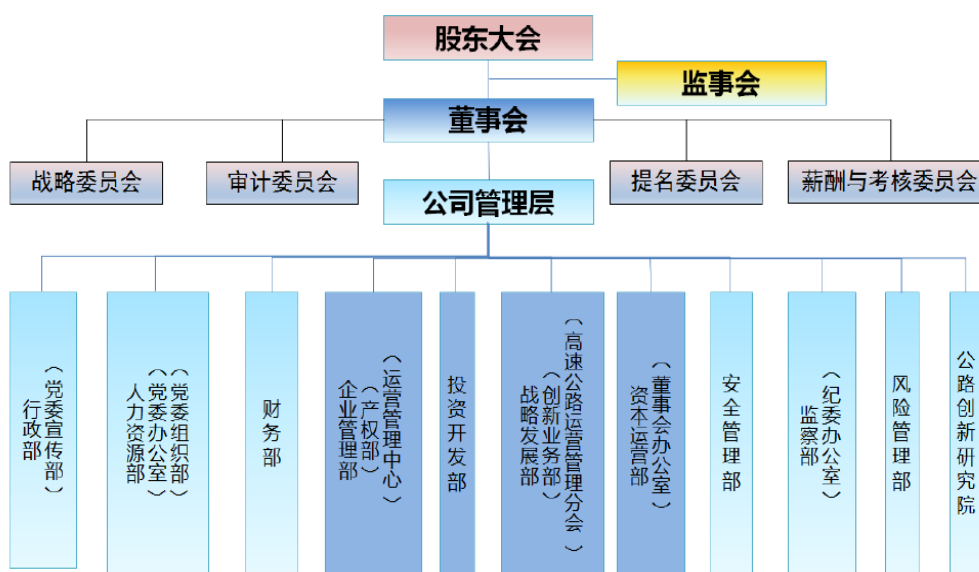 股东大会
监事会
董事会
战略委员会
审计委员会
提名委员会
薪酬与考核委员会
公司管理层
行政部
（党委宣传部）
人力资源部
（党委办公室）
（党委组织部）
财务部
企业管理部
（产权部）
（运营管理中心）
投资开发部
战略发展部
（创新业务部）
（高速公路运营管理分会）
资本运营部
（董事会办公室）
安全管理部
监察部
（纪委办公室）
风险管理部
公路创新研究院